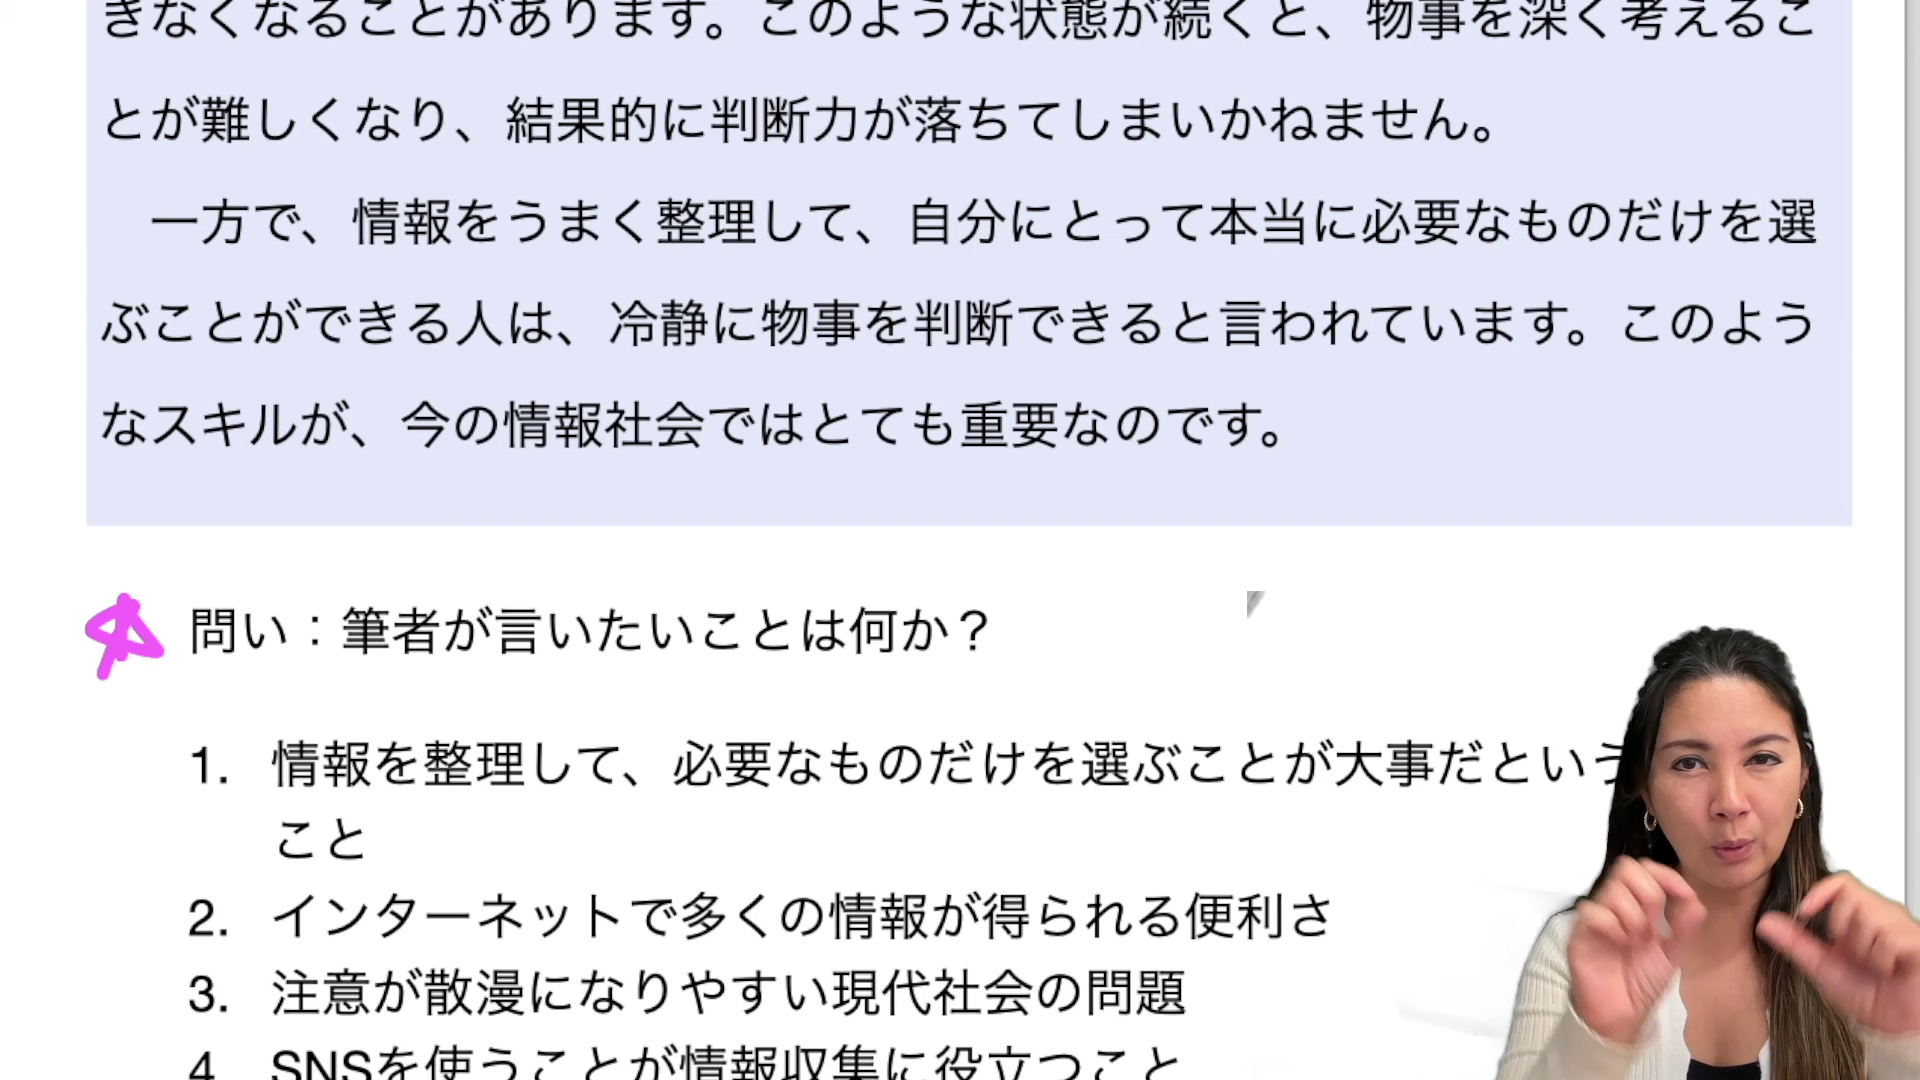 きなくなることがあります。このような状態が続くと、物事を深く考えるこ
とが難しくなり、結果的に判断力が落ちてしまいかねません。
一方で、情報をうまく整理して、自分にとって本当に必要なものだけを選
ぶことができる人は、冷静に物事を判断できると言われています。このよう
なスキルが、今の情報社会ではとても重要なのです。
問い：筆者が言いたいことは何か？
1. 情報を整理して、必要なものだけを選ぶことが大事だという
こと
2. インターネットで多くの情報が得られる便利さ
3. 注意が散漫になりやすい現代社会の問題
4 SNSを使うことが情報収集に役立つこと